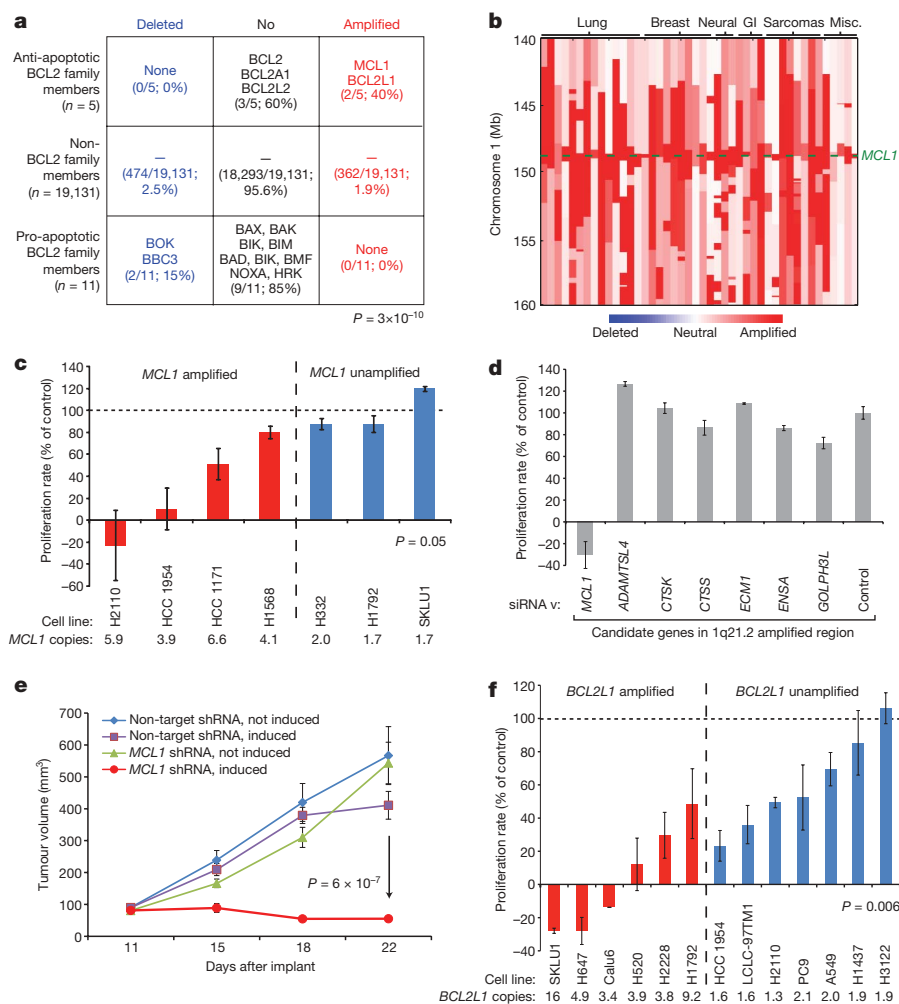 a
Deleted
No
Amplified
Anti-apoptotic
BCL2 family
members
(n = 5)
None
(0/5; 0%)
BCL2
BCL2A1
BCL2L2
(3/5; 60%)
MCL1
BCL2L1
(2/5; 40%)
Non-
BCL2 family
members
(n = 19,131)
—
(474/19,131;
2.5%)
—
(18,293/19,131;
95.6%)
—
(362/19,131;
1.9%)
Pro-apoptotic
BCL2 family
members
(n = 11)
BOK
BBC3
(2/11; 15%)
BAX, BAK
BIK, BIM
BAD, BIK, BMF
NOXA, HRK
(9/11; 85%)
None
(0/11; 0%)
P = 3×10⁻¹⁰
b
Lung
Breast
Neural
GI
Sarcomas
Misc.
Chromosome 1 (Mb)
140
145
150
155
160
MCL1
Deleted
Neutral
Amplified
c
MCL1 amplified
MCL1 unamplified
Proliferation rate (% of control)
140
120
100
80
60
40
20
0
−20
−40
−60
P = 0.05
Cell line:
H2110
HCC 1954
HCC 1171
H1568
H332
H1792
SKLU1
MCL1 copies:
5.9
3.9
6.6
4.1
2.0
1.7
1.7
d
Proliferation rate (% of control)
140
120
100
80
60
40
20
0
−20
−40
siRNA v:
MCL1
ADAMTSL4
CTSK
CTSS
ECM1
ENSA
GOLPH3L
Control
Candidate genes in 1q21.2 amplified region
e
Non-target shRNA, not induced
Non-target shRNA, induced
MCL1 shRNA, not induced
MCL1 shRNA, induced
Tumour volume (mm³)
700
600
500
400
300
200
100
0
P = 6 × 10⁻⁷
11
15
18
22
Days after implant
f
BCL2L1 amplified
BCL2L1 unamplified
Proliferation rate (% of control)
120
100
80
60
40
20
0
−20
−40
P = 0.006
Cell line:
SKLU1
H647
Calu6
H520
H2228
H1792
HCC 1954
LCLC-97TM1
H2110
PC9
A549
H1437
H3122
BCL2L1 copies:
16
4.9
3.4
3.9
3.8
9.2
1.6
1.6
1.3
2.1
2.0
1.9
1.9